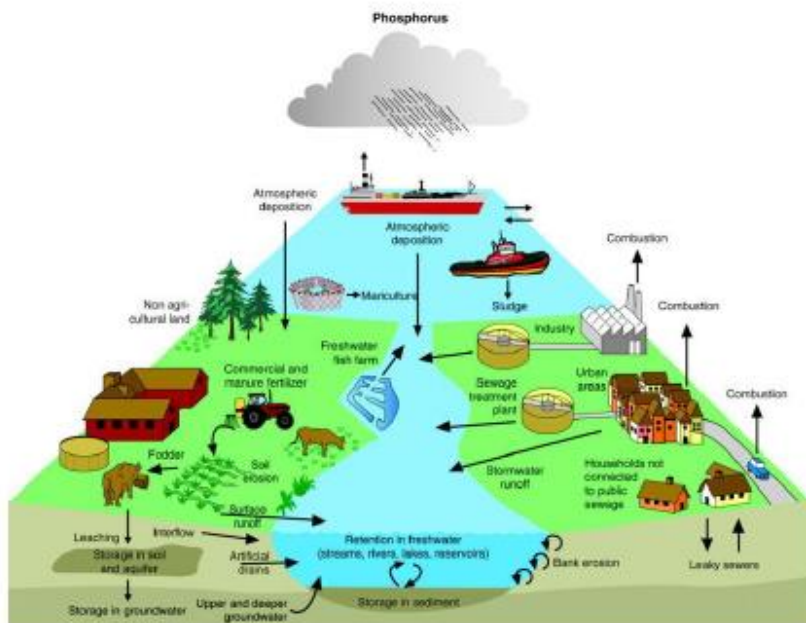 Phosphorus
Atmospheric
deposition
Atmospheric
deposition
Combustion
Mariculture
Sludge
Non agri-
cultural land
Combustion
Industry
Freshwater
fish farm
Commercial and
manure fertilizer
Urban
areas
Sewage
treatment
plant
Combustion
Fodder
Soil
erosion
Stormwater
runoff
Households not
connected
to public
sewage
Surface
runoff
Leaching
Interflow
Retention in freshwater
(streams, rivers, lakes, reservoirs)
Storage in soil
and aquifer
Artificial
drains
Bank erosion
Leaky sewers
Storage in groundwater
Upper and deeper
groundwater
Storage in sediment